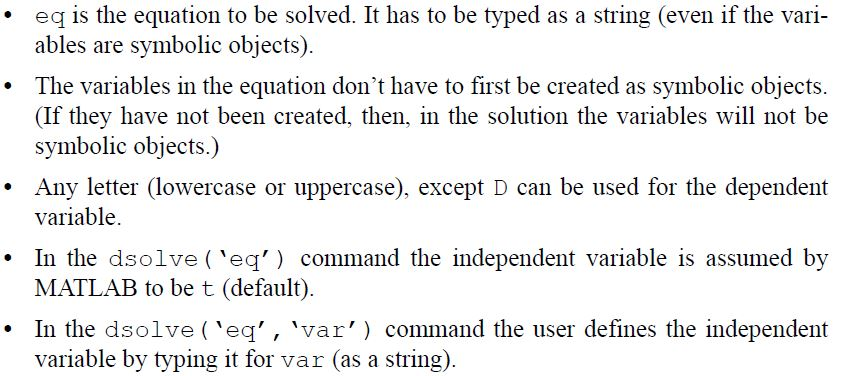 • eq is the equation to be solved. It has to be typed as a string (even if the vari-
ables are symbolic objects).
• The variables in the equation don’t have to first be created as symbolic objects.
(If they have not been created, then, in the solution the variables will not be
symbolic objects.)
• Any letter (lowercase or uppercase), except D can be used for the dependent
variable.
• In the dsolve(‘eq’) command the independent variable is assumed by
MATLAB to be t (default).
• In the dsolve(‘eq’,‘var’) command the user defines the independent
variable by typing it for var (as a string).